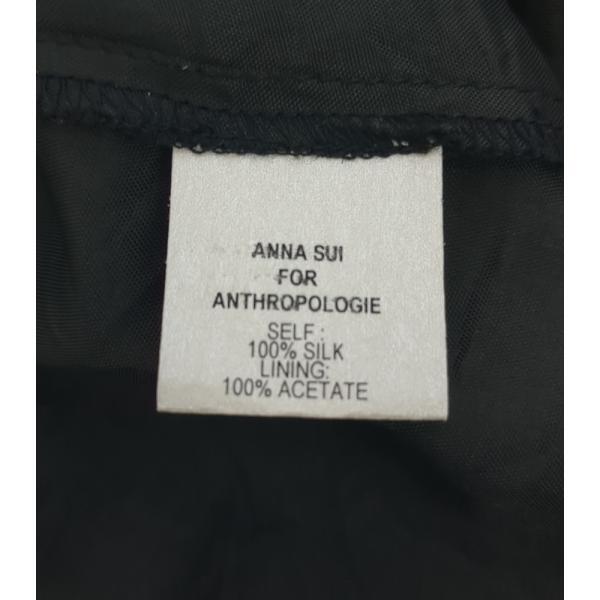 ANNA SUI
FOR
ANTHROPOLOGIE
SELF :
100% SILK
LINING:
100% ACETATE